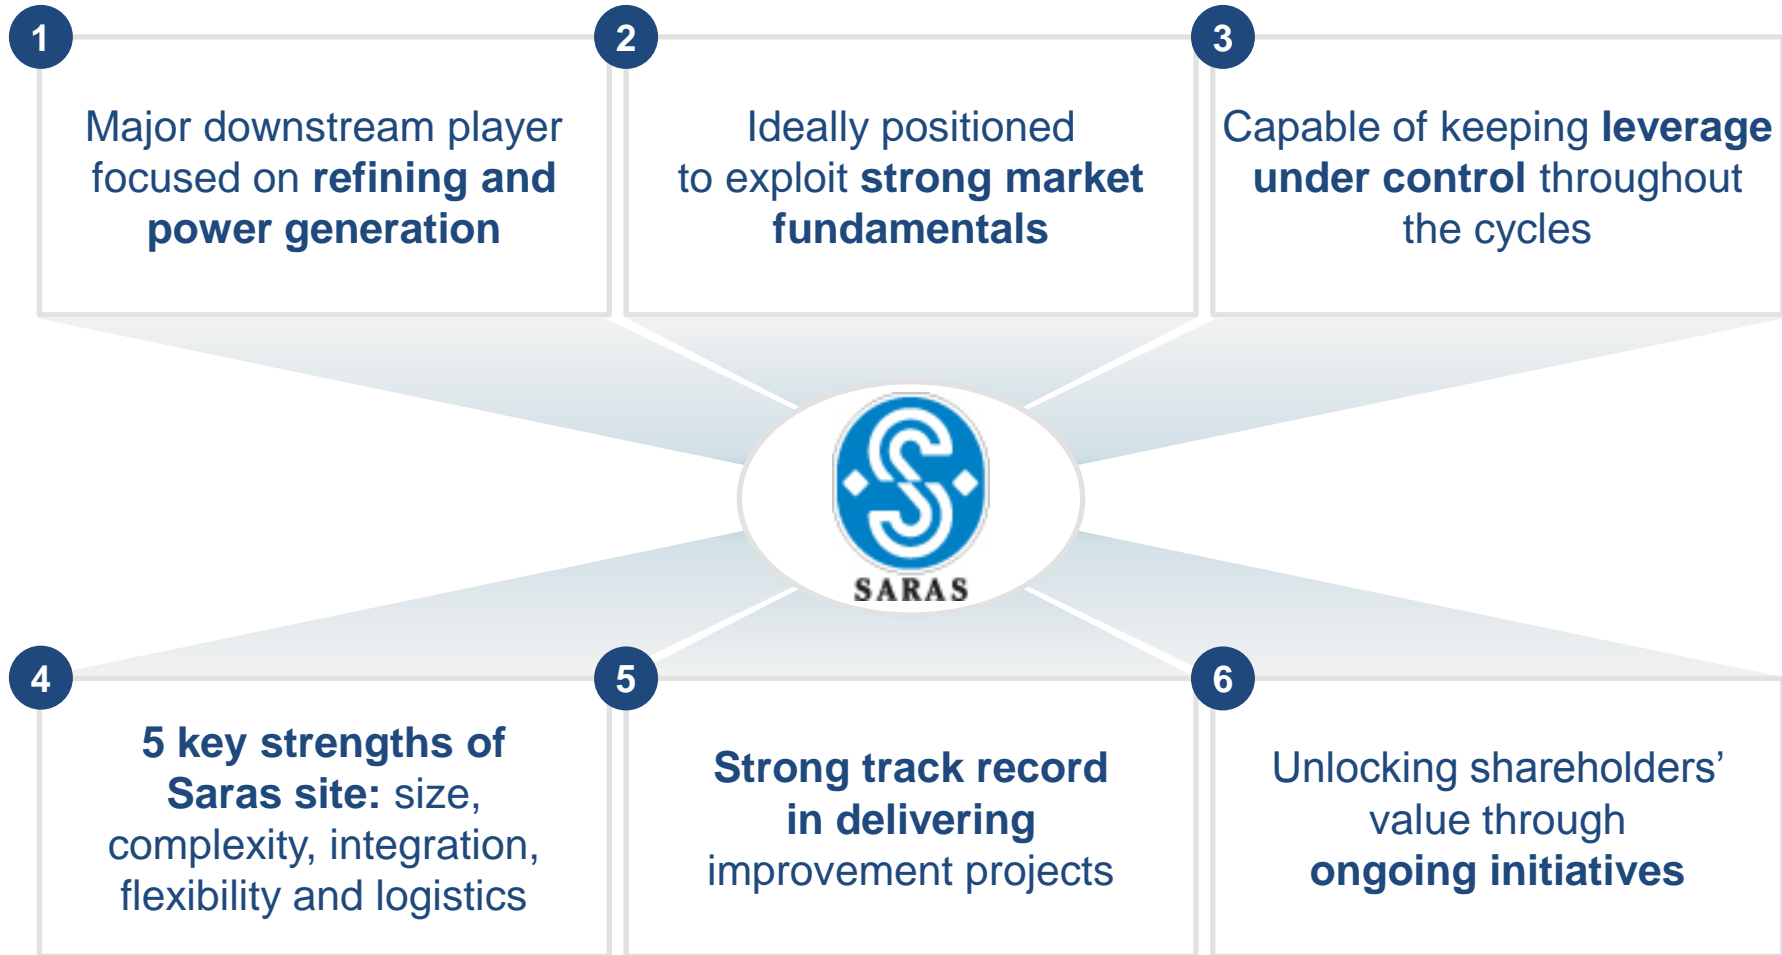 1
Major downstream player
focused on refining and
power generation
2
Ideally positioned
to exploit strong market
fundamentals
3
Capable of keeping leverage
under control throughout
the cycles
SARAS
4
5 key strengths of
Saras site: size,
complexity, integration,
flexibility and logistics
5
Strong track record
in delivering
improvement projects
6
Unlocking shareholders’
value through
ongoing initiatives